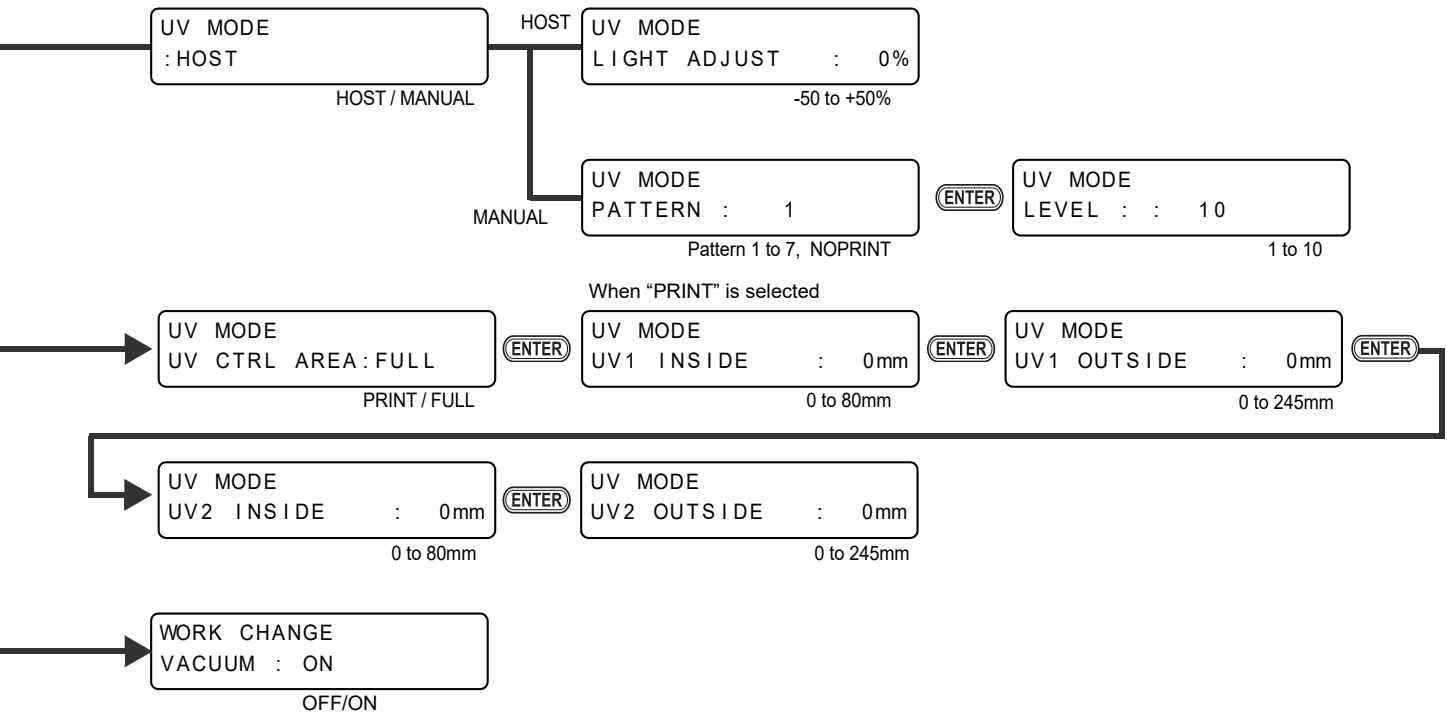 UV MODE
:HOST
HOST / MANUAL
HOST
UV MODE
LIGHT ADJUST : 0%
-50 to +50%
MANUAL
UV MODE
PATTERN : 1
Pattern 1 to 7, NOPRINT
ENTER
UV MODE
LEVEL : : 10
1 to 10
When “PRINT” is selected
UV MODE
UV CTRL AREA:FULL
PRINT / FULL
ENTER
UV MODE
UV1 INSIDE : 0mm
0 to 80mm
ENTER
UV MODE
UV1 OUTSIDE : 0mm
0 to 245mm
ENTER
UV MODE
UV2 INSIDE : 0mm
0 to 80mm
ENTER
UV MODE
UV2 OUTSIDE : 0mm
0 to 245mm
WORK CHANGE
VACUUM : ON
OFF/ON